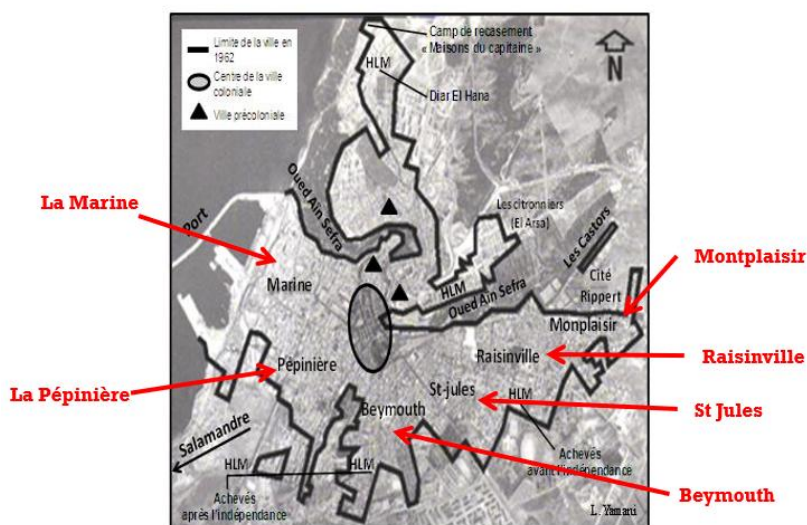 Limite de la ville en
1962
Centre de la ville
coloniale
Ville précoloniale
Camp de recasement
« Maisons du capitaine »
HLM
Diar El Hana
N
Oued Ain Sefra
Les citronniers
(El Arsa)
La Marine
Port
Les Castors
Montplaisir
Marine
HLM
Oued Ain Sefra
Cité
Rippert
Monplaisir
Pépinière
Raisinville
Raisinville
La Pépinière
St-jules
HLM
St Jules
Beymouth
Salamandre
HLM
HLM
Achevés
avant l'indépendance
Achevés
après l'indépendance
Beymouth
L. Yamani